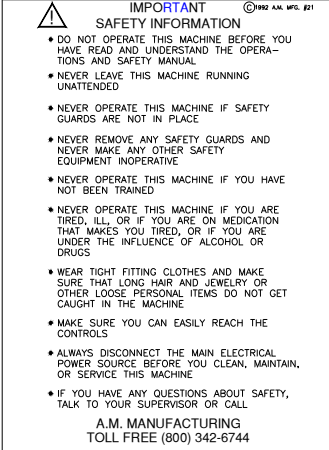 IMPORTANT ©1992 A.M. MFG. #21
SAFETY INFORMATION
* DO NOT OPERATE THIS MACHINE BEFORE YOU
HAVE READ AND UNDERSTAND THE OPERA-
TIONS AND SAFETY MANUAL
* NEVER LEAVE THIS MACHINE RUNNING
UNATTENDED
* NEVER OPERATE THIS MACHINE IF SAFETY
GUARDS ARE NOT IN PLACE
* NEVER REMOVE ANY SAFETY GUARDS AND
NEVER MAKE ANY OTHER SAFETY
EQUIPMENT INOPERATIVE
* NEVER OPERATE THIS MACHINE IF YOU HAVE
NOT BEEN TRAINED
* NEVER OPERATE THIS MACHINE IF YOU ARE
TIRED, ILL, OR IF YOU ARE ON MEDICATION
THAT MAKES YOU TIRED, OR IF YOU ARE
UNDER THE INFLUENCE OF ALCOHOL OR
DRUGS
* WEAR TIGHT FITTING CLOTHES AND MAKE
SURE THAT LONG HAIR AND JEWELRY OR
OTHER LOOSE PERSONAL ITEMS DO NOT GET
CAUGHT IN THE MACHINE
* MAKE SURE YOU CAN EASILY REACH THE
CONTROLS
* ALWAYS DISCONNECT THE MAIN ELECTRICAL
POWER SOURCE BEFORE YOU CLEAN, MAINTAIN,
OR SERVICE THIS MACHINE
* IF YOU HAVE ANY QUESTIONS ABOUT SAFETY,
TALK TO YOUR SUPERVISOR OR CALL
A.M. MANUFACTURING
TOLL FREE (800) 342-6744